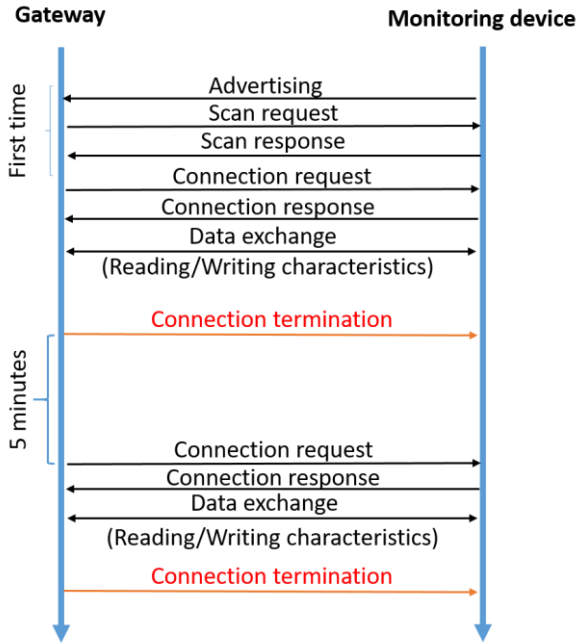 Gateway
Monitoring device
First time
Advertising
Scan request
Scan response
Connection request
Connection response
Data exchange
(Reading/Writing characteristics)
Connection termination
5 minutes
Connection request
Connection response
Data exchange
(Reading/Writing characteristics)
Connection termination